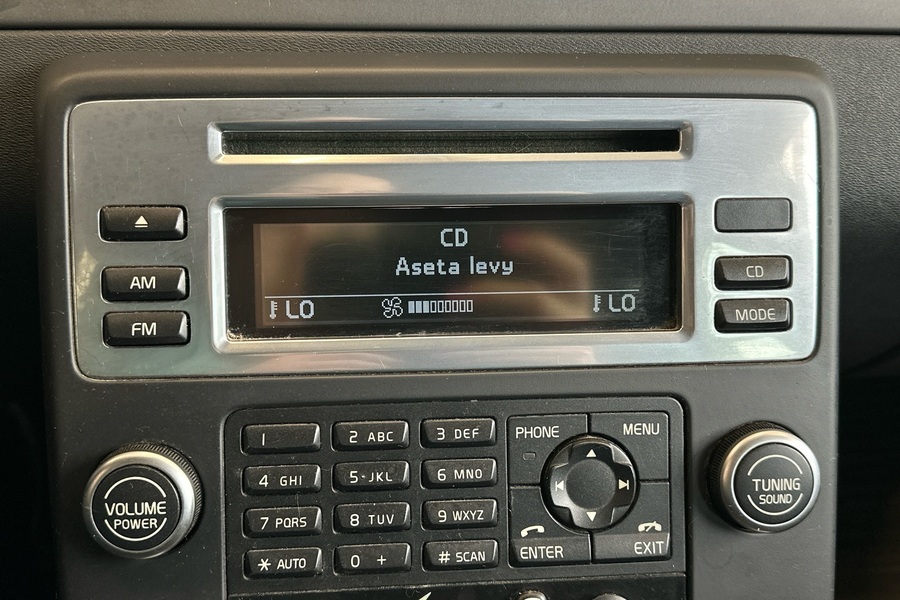 CD
Aseta levy
LO LO
AM
FM
CD
MODE
1 2 ABC 3 DEF
4 GHI 5 JKL 6 MNO
7 PQRS 8 TUV 9 WXYZ
* AUTO 0 + # SCAN
PHONE MENU
ENTER EXIT
VOLUME
POWER
TUNING
SOUND